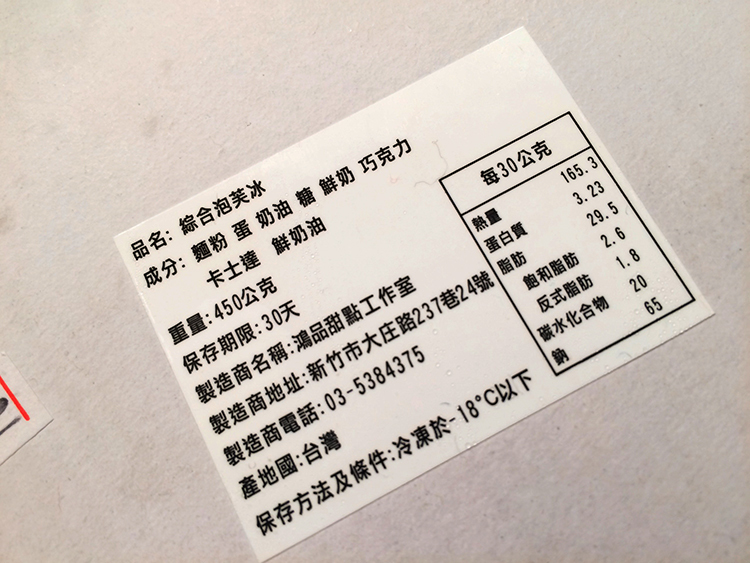 品名: 綜合泡芙冰
成分: 麵粉 蛋 奶油 糖 鮮奶 巧克力
卡士達 鮮奶油
重量:450公克
保存期限:30天
製造商名稱:鴻品甜點工作室
製造商地址:新竹市大庄路237巷24號
製造商電話:03-5384375
產地國:台灣
保存方法及條件:冷凍於-18°C以下
每30公克
熱量 165.3
蛋白質 3.23
脂肪 29.5
飽和脂肪 2.6
反式脂肪 1.8
碳水化合物 20
鈉 65